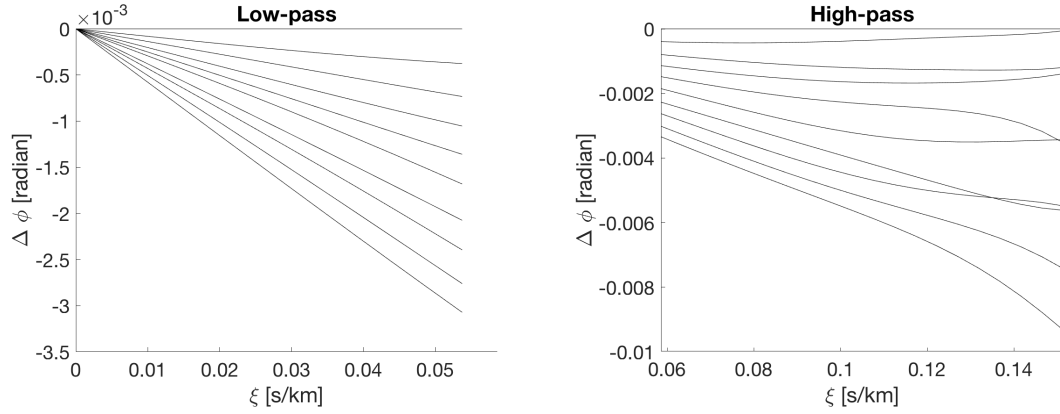 Low-pass
×10⁻³
0
-0.5
-1
-1.5
-2
-2.5
-3
-3.5
Δ ϕ [radian]
0 0.01 0.02 0.03 0.04 0.05
ξ [s/km]
High-pass
0
-0.002
-0.004
-0.006
-0.008
-0.01
Δ ϕ [radian]
0.06 0.08 0.1 0.12 0.14
ξ [s/km]